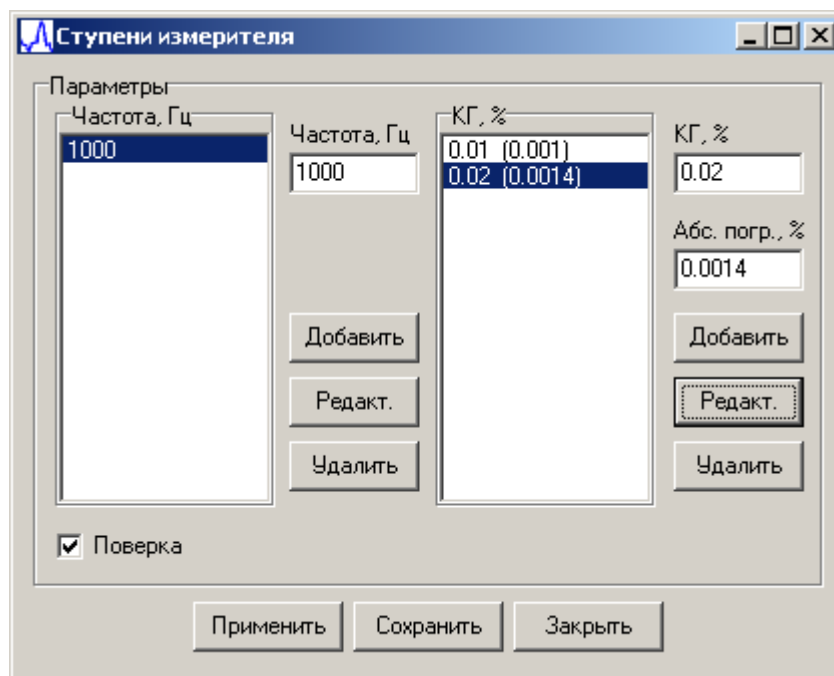 Ступени измерителя
Параметры
Частота, Гц
1000
Частота, Гц
1000
Добавить
Редакт.
Удалить
КГ, %
0.01 (0.001)
0.02 (0.0014)
КГ, %
0.02
Абс. погр., %
0.0014
Добавить
Редакт.
Удалить
Поверка
Применить
Сохранить
Закрыть